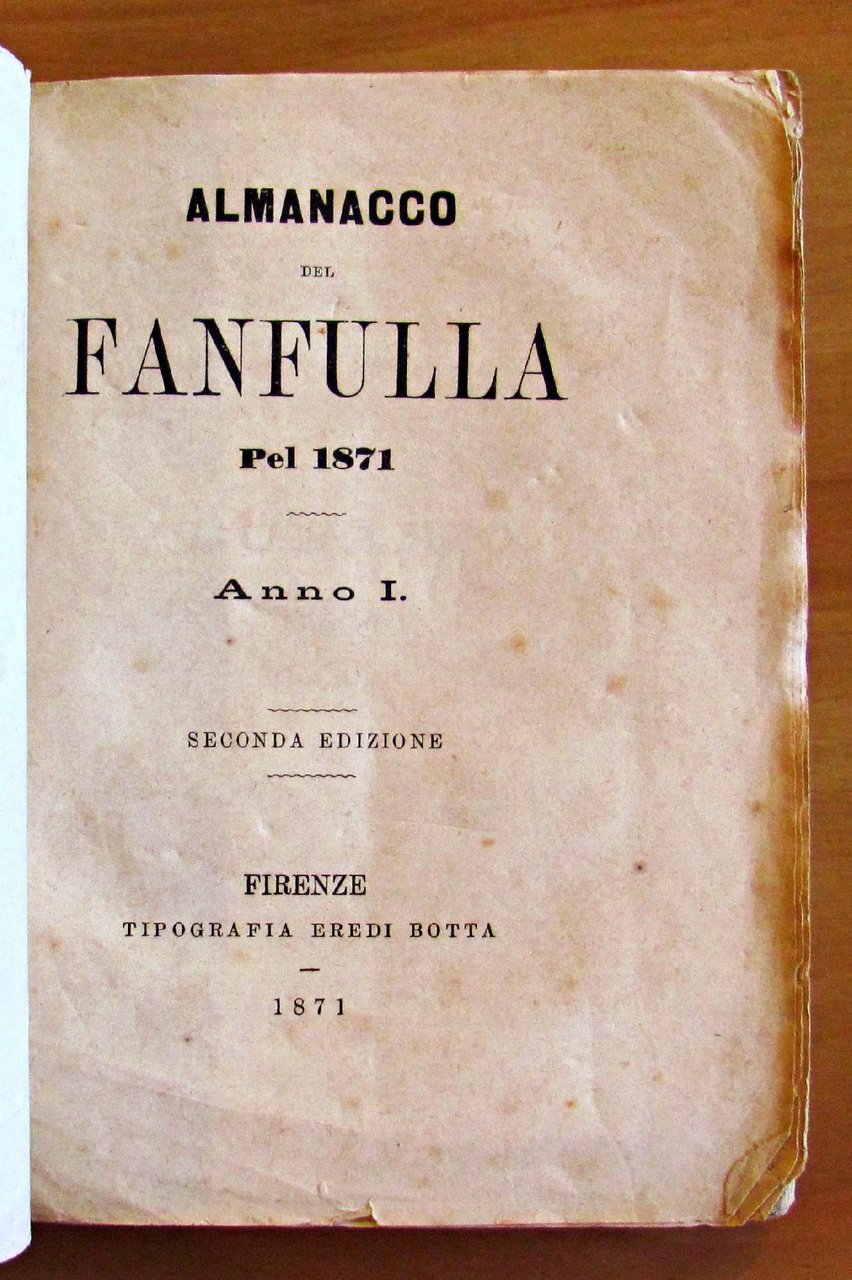 ALMANACCO
DEL
FANFULLA
Pel 1871
Anno I.
SECONDA EDIZIONE
FIRENZE
TIPOGRAFIA EREDI BOTTA
1871